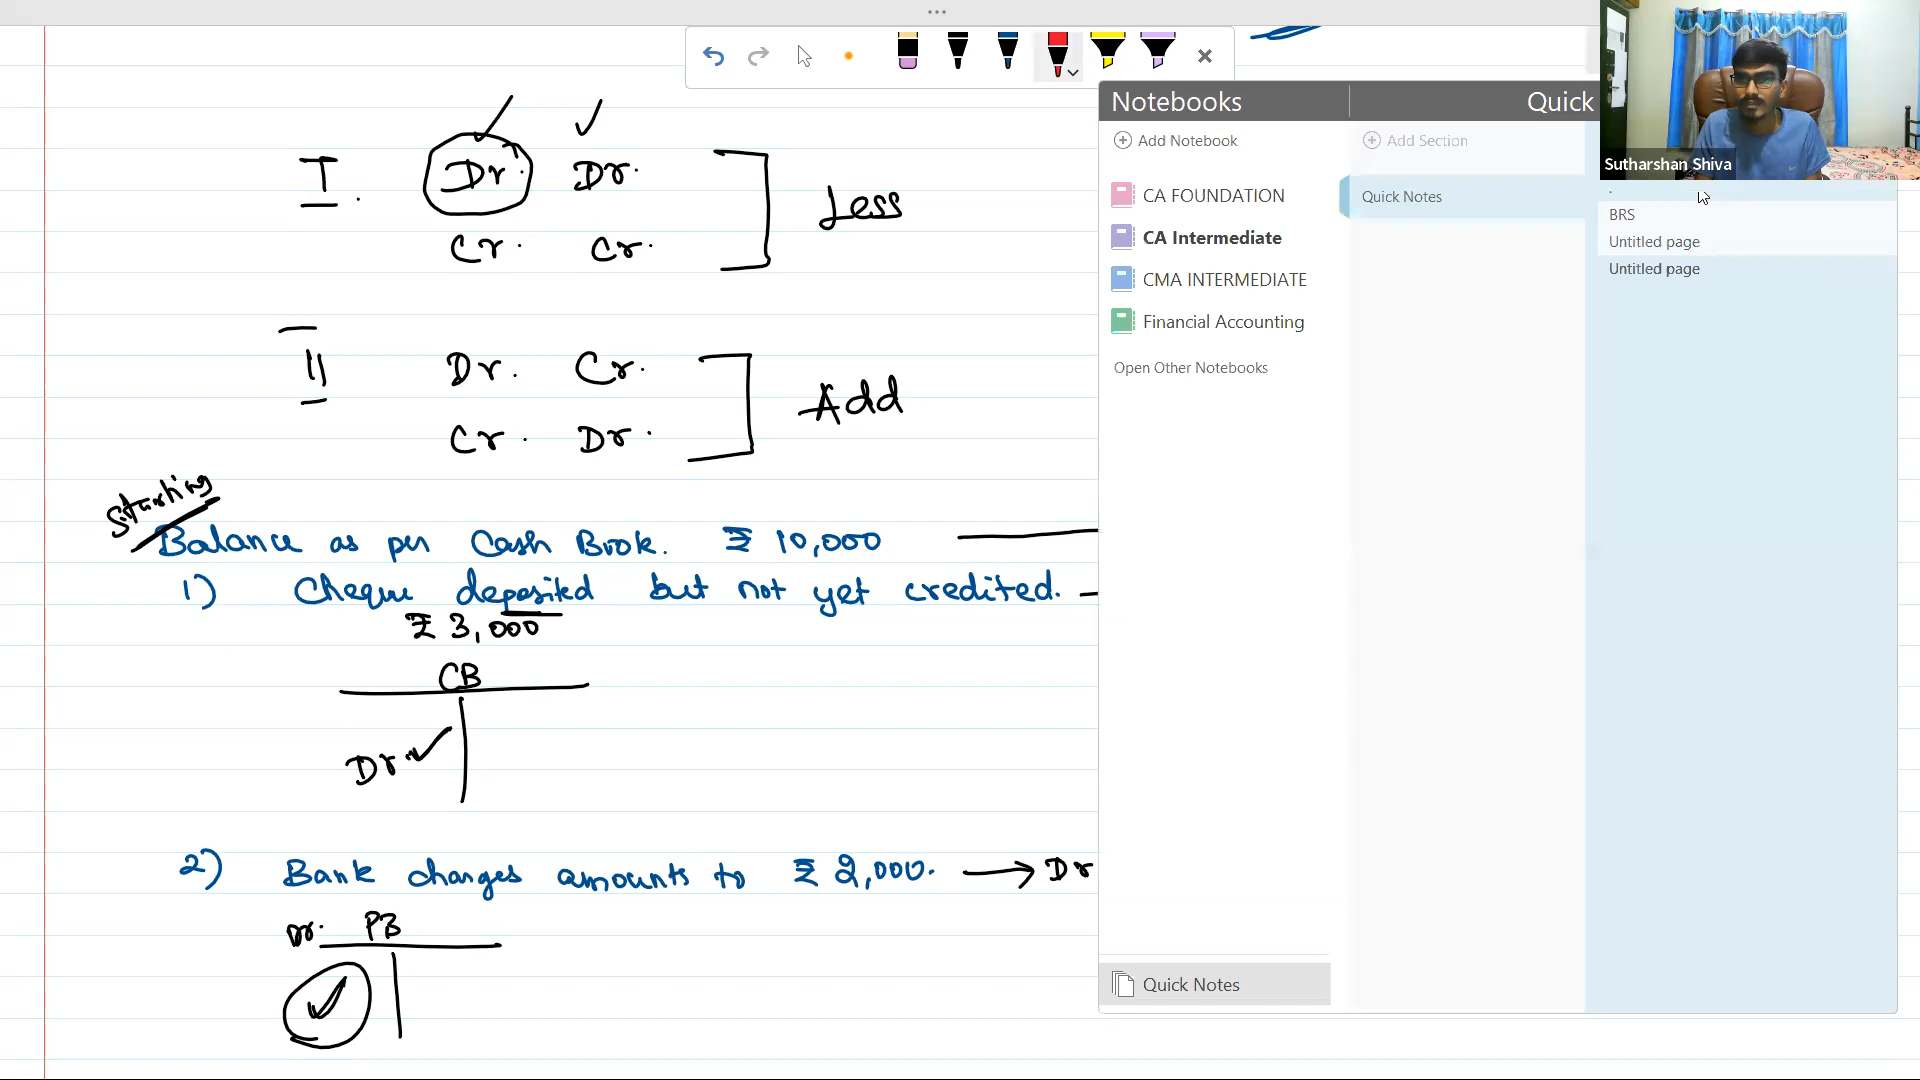 Notebooks
Quick
Add Notebook
Add Section
CA FOUNDATION
Quick Notes
CA Intermediate
CMA INTERMEDIATE
Financial Accounting
Open Other Notebooks
Quick Notes
Sutharshan Shiva
BRS
Untitled page
Untitled page
I. Dr. Dr.
Less
Cr. Cr.
II Dr. Cr.
Add
Cr. Dr.
Starting
Balance as per Cash Book. ₹ 10,000
1) Cheque deposited but not yet credited.
₹ 3,000
CB
Dr
2) Bank charges amounts to ₹ 2,000. → Dr
Dr. PB